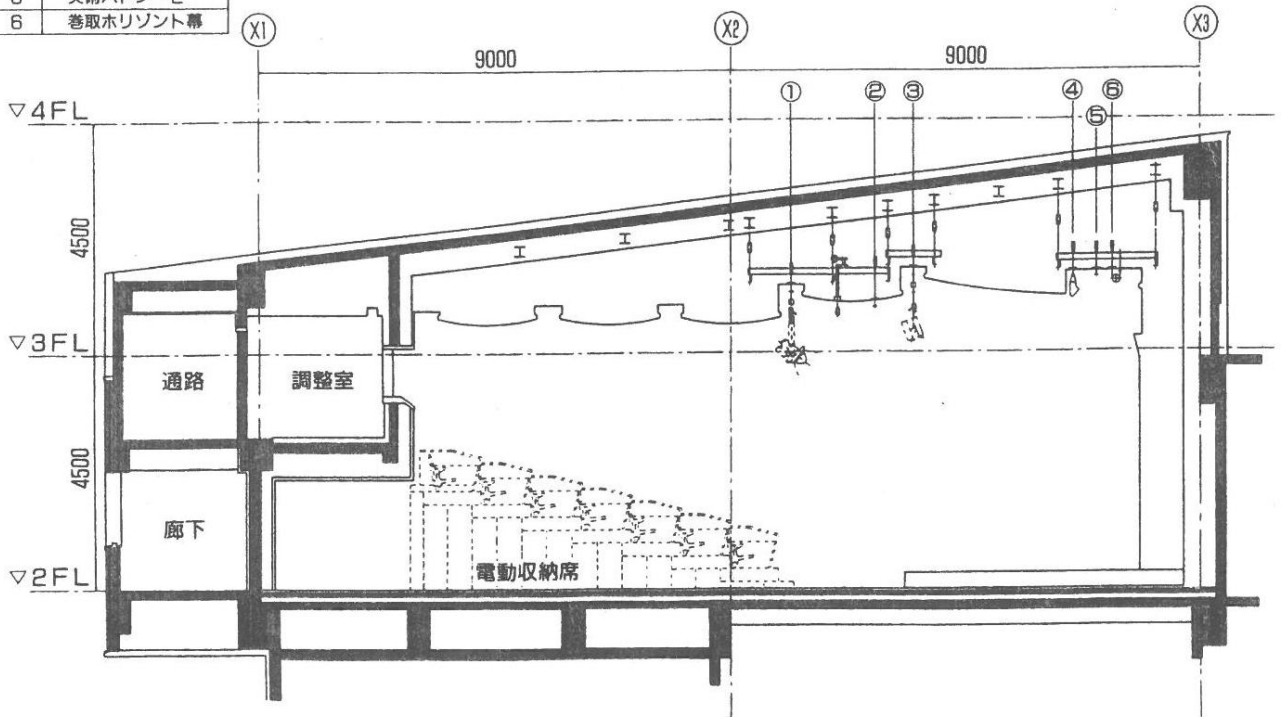 6 巻取ホリゾント幕
X1 X2 X3
9000 9000
① ② ③ ④ ⑥
⑤
▽4FL
4500
▽3FL
通路 調整室
4500
廊下
電動収納席
▽2FL